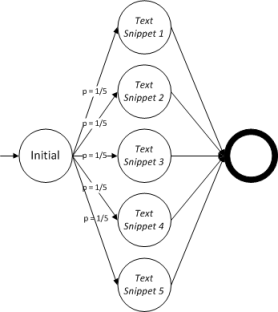 Text
Snippet 1
p = 1/5
Text
Snippet 2
p = 1/5
Initial
p = 1/5
Text
Snippet 3
p = 1/5
Text
Snippet 4
p = 1/5
Text
Snippet 5